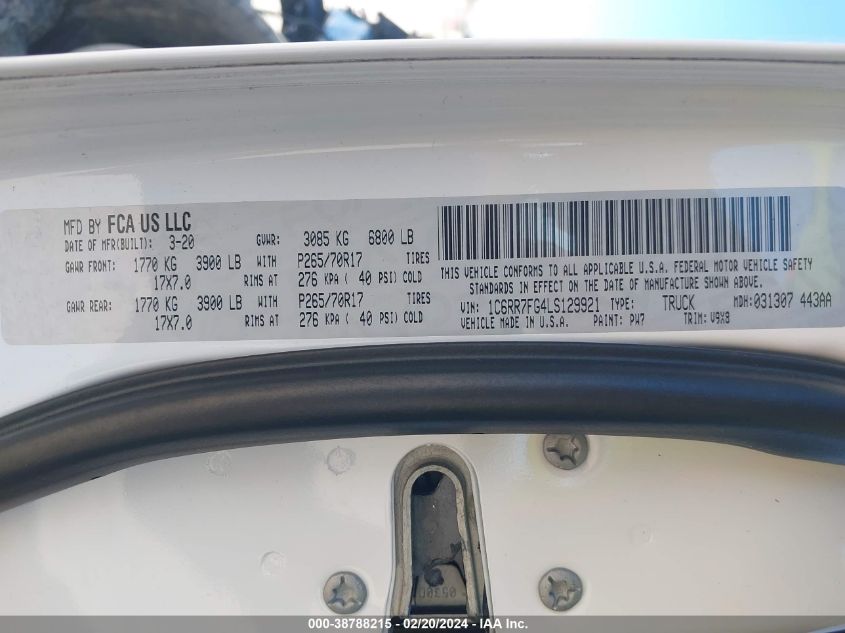 MFD BY FCA US LLC
DATE OF MFR(BUILT): 3-20 GVWR: 3085 KG 6800 LB
GAWR FRONT: 1770 KG 3900 LB WITH P265/70R17 TIRES
17X7.0 RIMS AT 276 KPA ( 40 PSI) COLD
GAWR REAR: 1770 KG 3900 LB WITH P265/70R17 TIRES
17X7.0 RIMS AT 276 KPA ( 40 PSI) COLD
THIS VEHICLE CONFORMS TO ALL APPLICABLE U.S.A. FEDERAL MOTOR VEHICLE SAFETY
STANDARDS IN EFFECT ON THE DATE OF MANUFACTURE SHOWN ABOVE.
VIN: 1C6RR7FG4LS129921 TYPE: TRUCK MDH: 031307 443AA
VEHICLE MADE IN U.S.A. PAINT: PW7 TRIM: V9X9
000-38788215 - 02/20/2024 - IAA Inc.